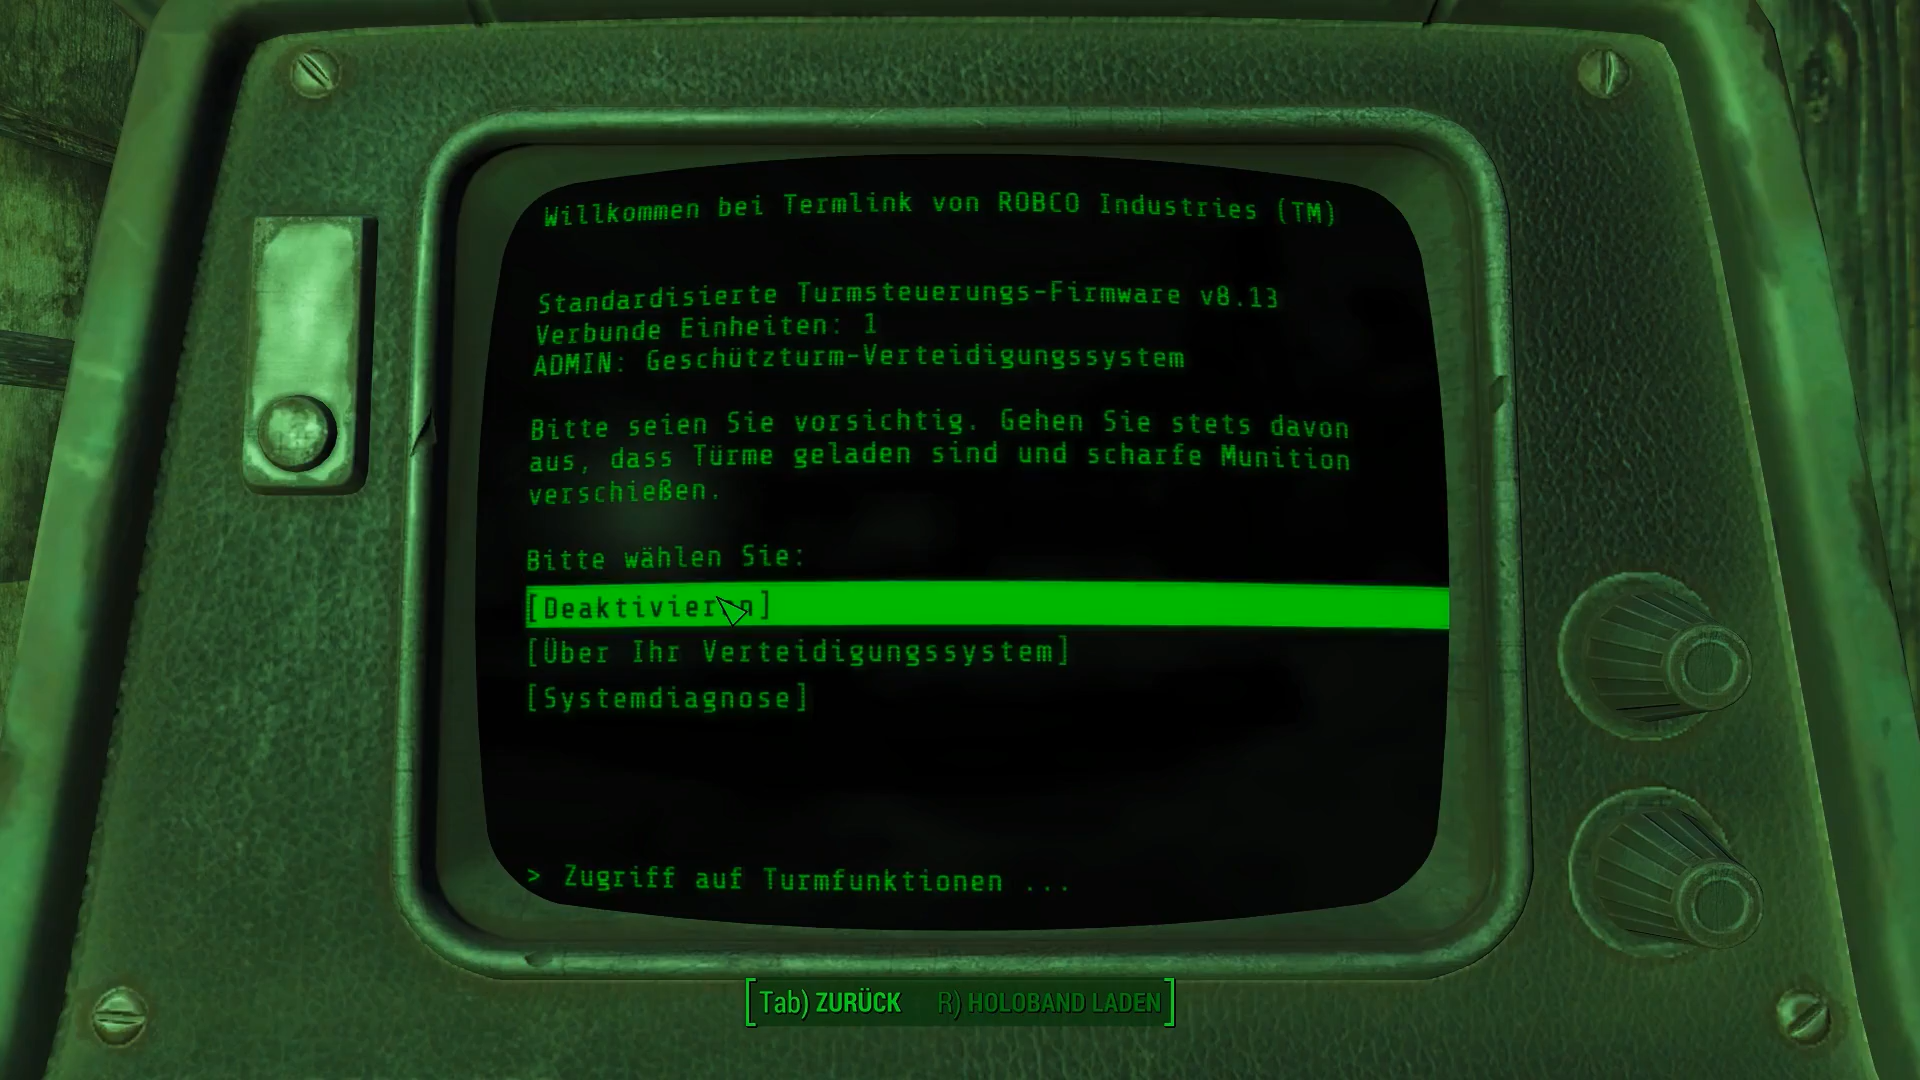 Willkommen bei Termlink von ROBCO Industries (TM)
Standardisierte Turmsteuerungs-Firmware v8.13
Verbunde Einheiten: 1
ADMIN: Geschützturm-Verteidigungssystem
Bitte seien Sie vorsichtig. Gehen Sie stets davon
aus, dass Türme geladen sind und scharfe Munition
verschießen.
Bitte wählen Sie:
[Deaktivieren]
[Über Ihr Verteidigungssystem]
[Systemdiagnose]
> Zugriff auf Turmfunktionen ...
[Tab) ZURÜCK R) HOLOBAND LADEN]